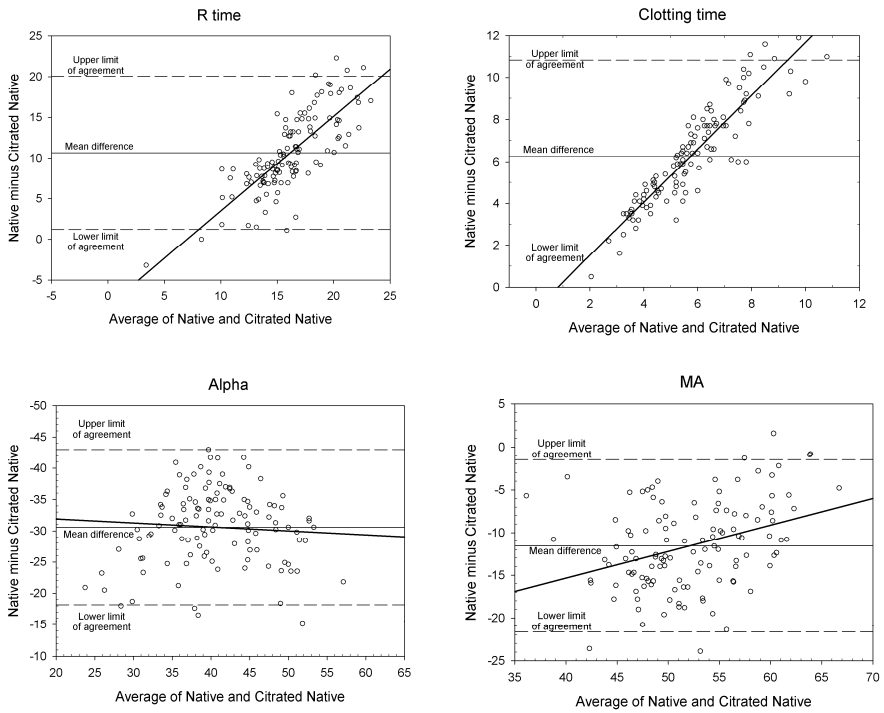 R time
Native minus Citrated Native
25
20
15
10
5
0
-5
Upper limit
of agreement
Mean difference
Lower limit
of agreement
-5 0 5 10 15 20 25
Average of Native and Citrated Native
Clotting time
Native minus Citrated Native
12
10
8
6
4
2
0
Upper limit
of agreement
Mean difference
Lower limit
of agreement
0 2 4 6 8 10 12
Average of Native and Citrated Native
Alpha
Native minus Citrated Native
-50
-45
-40
-35
-30
-25
-20
-15
-10
Upper limit
of agreement
Mean difference
Lower limit
of agreement
20 25 30 35 40 45 50 55 60 65
Average of Native and Citrated Native
MA
Native minus Citrated Native
5
0
-5
-10
-15
-20
-25
Upper limit
of agreement
Mean difference
Lower limit
of agreement
35 40 45 50 55 60 65 70
Average of Native and Citrated Native